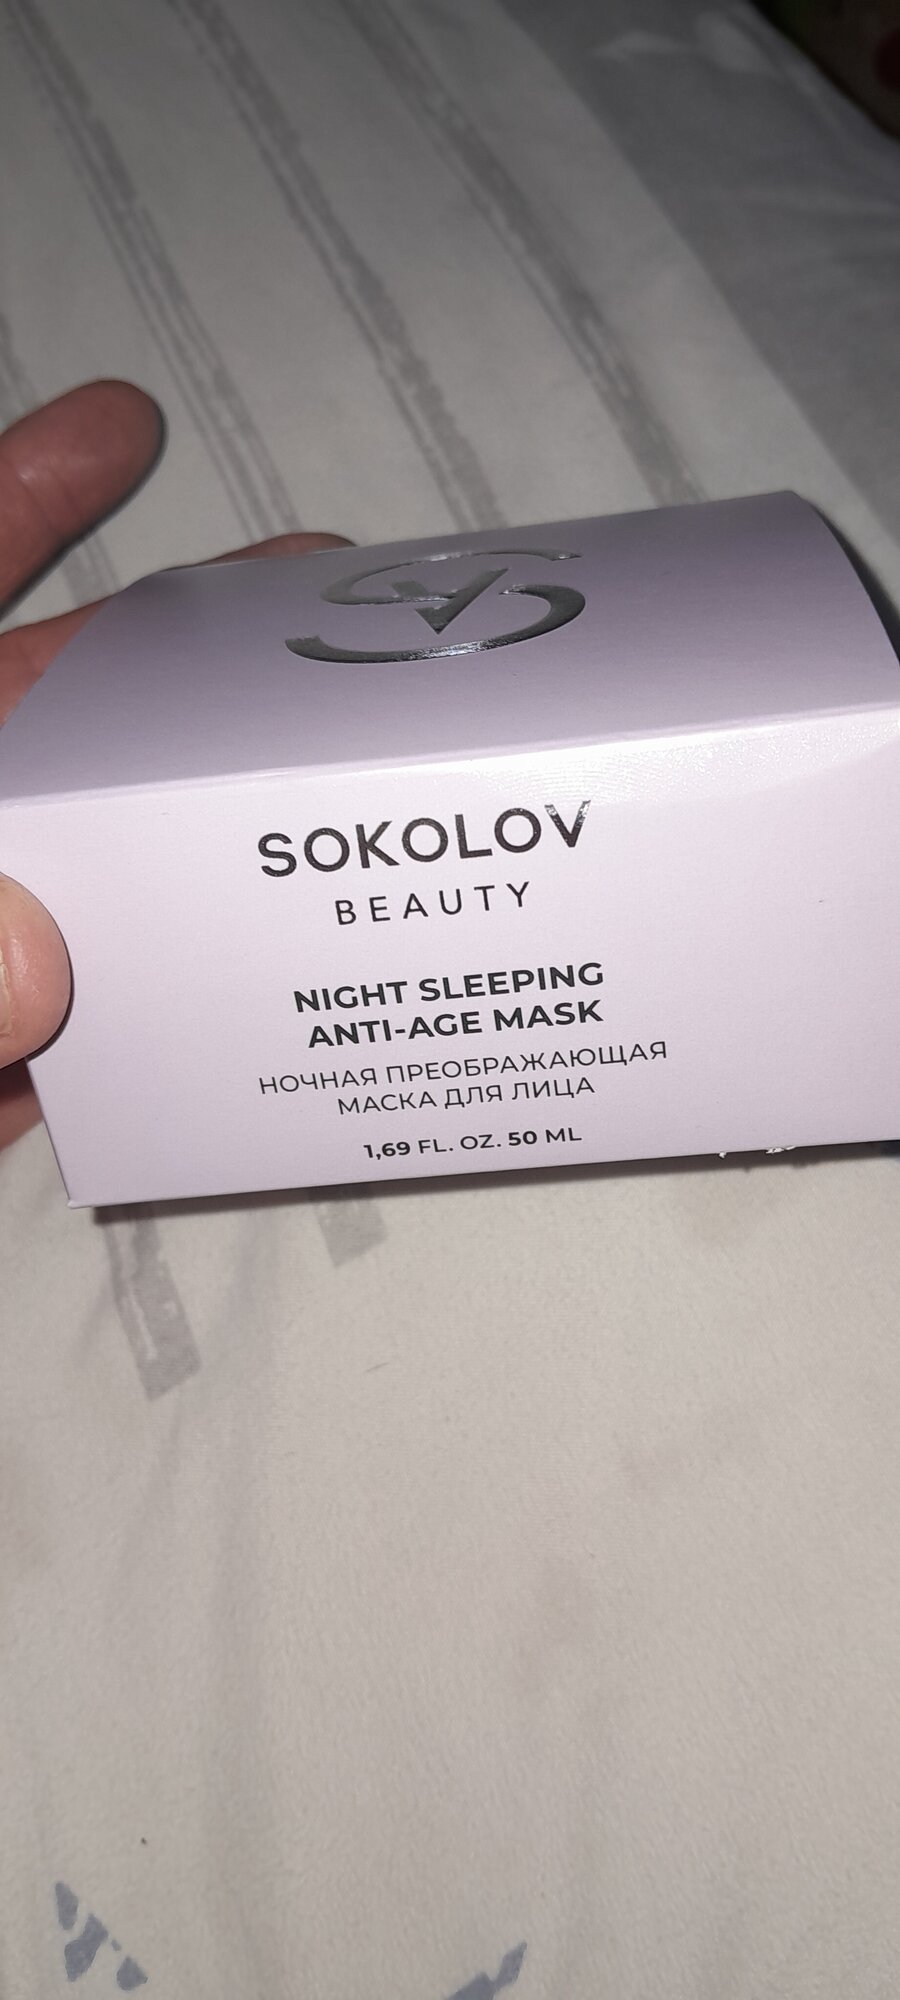 SOKOLOV
BEAUTY
NIGHT SLEEPING
ANTI-AGE MASK
НОЧНАЯ ПРЕОБРАЖАЮЩАЯ
МАСКА ДЛЯ ЛИЦА
1,69 FL. OZ. 50 ML